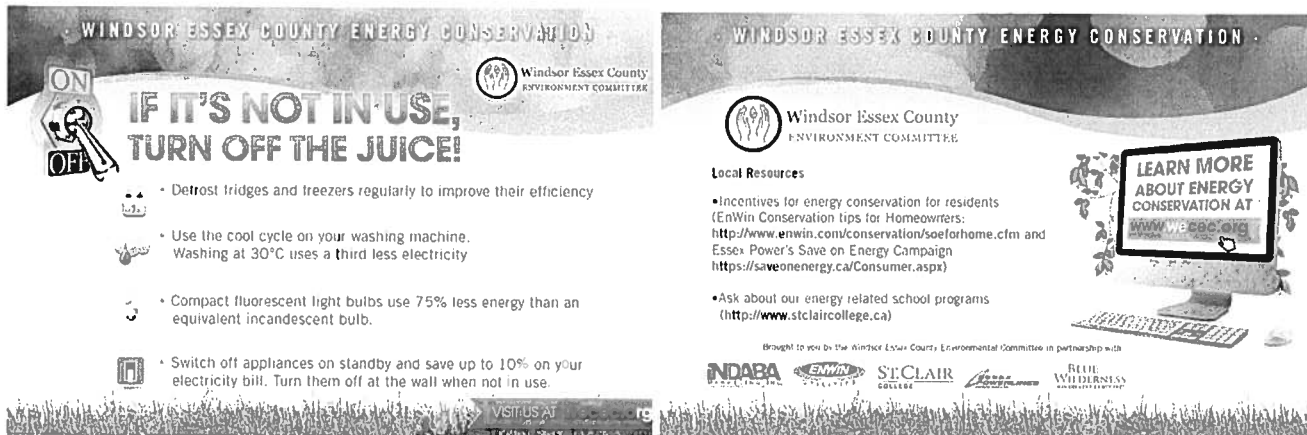 · WINDSOR ESSEX COUNTY ENERGY CONSERVATION ·
ON
OFF
Windsor Essex County
ENVIRONMENT COMMITTEE
IF IT'S NOT IN USE,
TURN OFF THE JUICE!
• Defrost fridges and freezers regularly to improve their efficiency
• Use the cool cycle on your washing machine.
Washing at 30°C uses a third less electricity
• Compact fluorescent light bulbs use 75% less energy than an
equivalent incandescent bulb.
• Switch off appliances on standby and save up to 10% on your
electricity bill. Turn them off at the wall when not in use.
VISIT US AT wecec.org
· WINDSOR ESSEX COUNTY ENERGY CONSERVATION ·
Windsor Essex County
ENVIRONMENT COMMITTEE
Local Resources
•Incentives for energy conservation for residents
(EnWin Conservation tips for Homeowners:
http://www.enwin.com/conservation/soeforhome.cfm and
Essex Power's Save on Energy Campaign
https://saveonenergy.ca/Consumer.aspx)
•Ask about our energy related school programs
(http://www.stclaircollege.ca)
LEARN MORE
ABOUT ENERGY
CONSERVATION AT
www.wecec.org
Brought to you by the Windsor Essex County Environmental Committee in partnership with
NDABA
ENWIN
UTILITIES
ST. CLAIR
COLLEGE
ESSEX
POWERLINES
BLUE
WILDERNESS